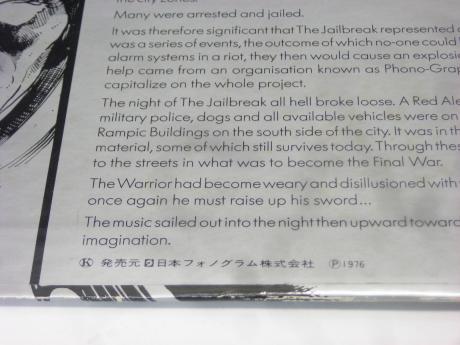 the city zones.
Many were arrested and jailed.
It was therefore significant that The Jailbreak represented
was a series of events, the outcome of which no-one could
alarm systems in a riot, they then would cause an explosi
help came from an organisation known as Phono-Grap
capitalize on the whole project.
The night of The Jailbreak all hell broke loose. A Red Ale
military police, dogs and all available vehicles were on
Rampic Buildings on the south side of the city. It was in th
material, some of which still survives today. Through thes
to the streets in what was to become the Final War.
The Warrior had become weary and disillusioned with
once again he must raise up his sword...
The music sailed out into the night then upward toward
imagination.
Ⓚ 発売元 日本フォノグラム株式会社 Ⓟ1976